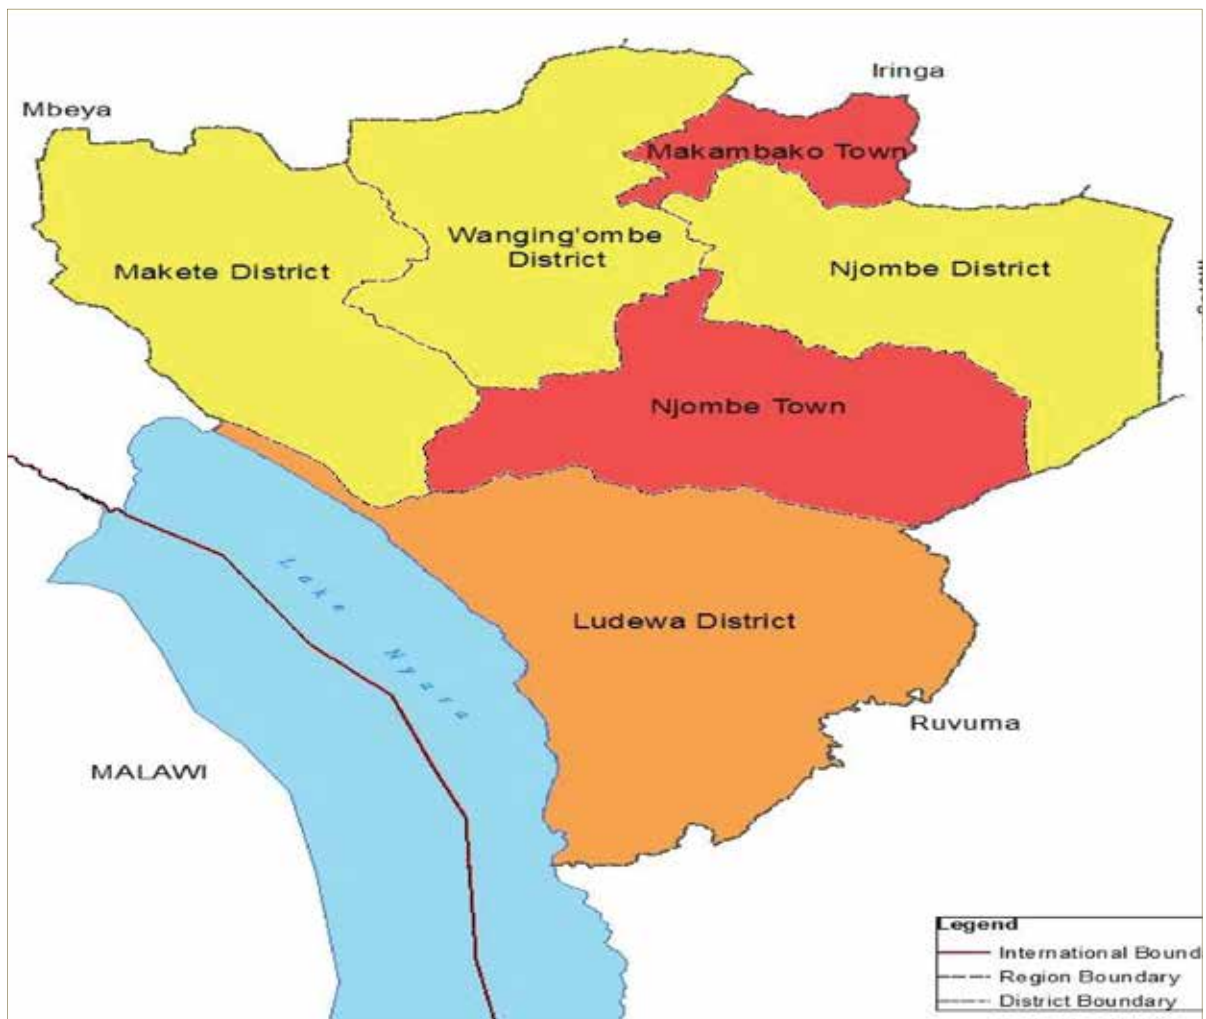 Iringa
Mbeya
Makambako Town
Wanging'ombe
District
Makete District
Njombe District
Njombe Town
Lake Nyara
Ludewa District
Ruvuma
MALAWI
Legend
International Bound
Region Boundary
District Boundary